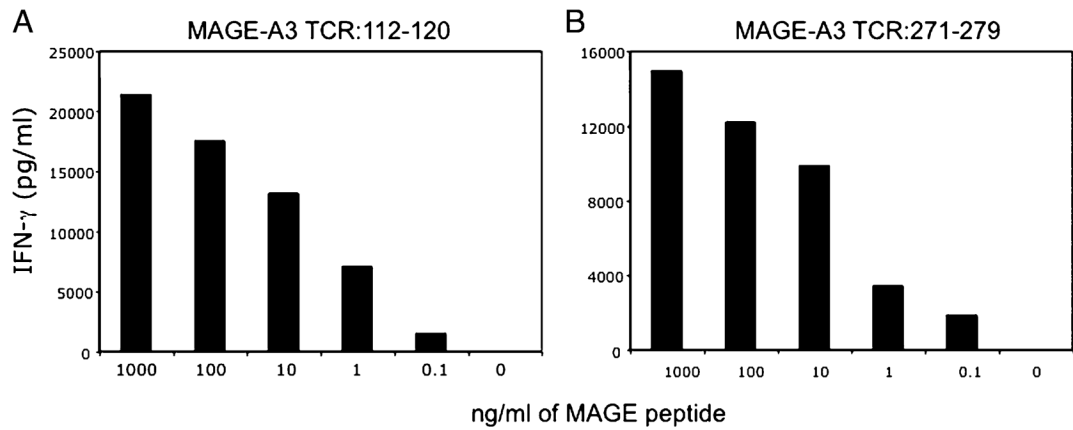 A
MAGE-A3 TCR:112-120
25000
20000
15000
10000
5000
0
IFN-γ (pg/ml)
1000 100 10 1 0.1 0
B
MAGE-A3 TCR:271-279
16000
12000
8000
4000
0
1000 100 10 1 0.1 0
ng/ml of MAGE peptide